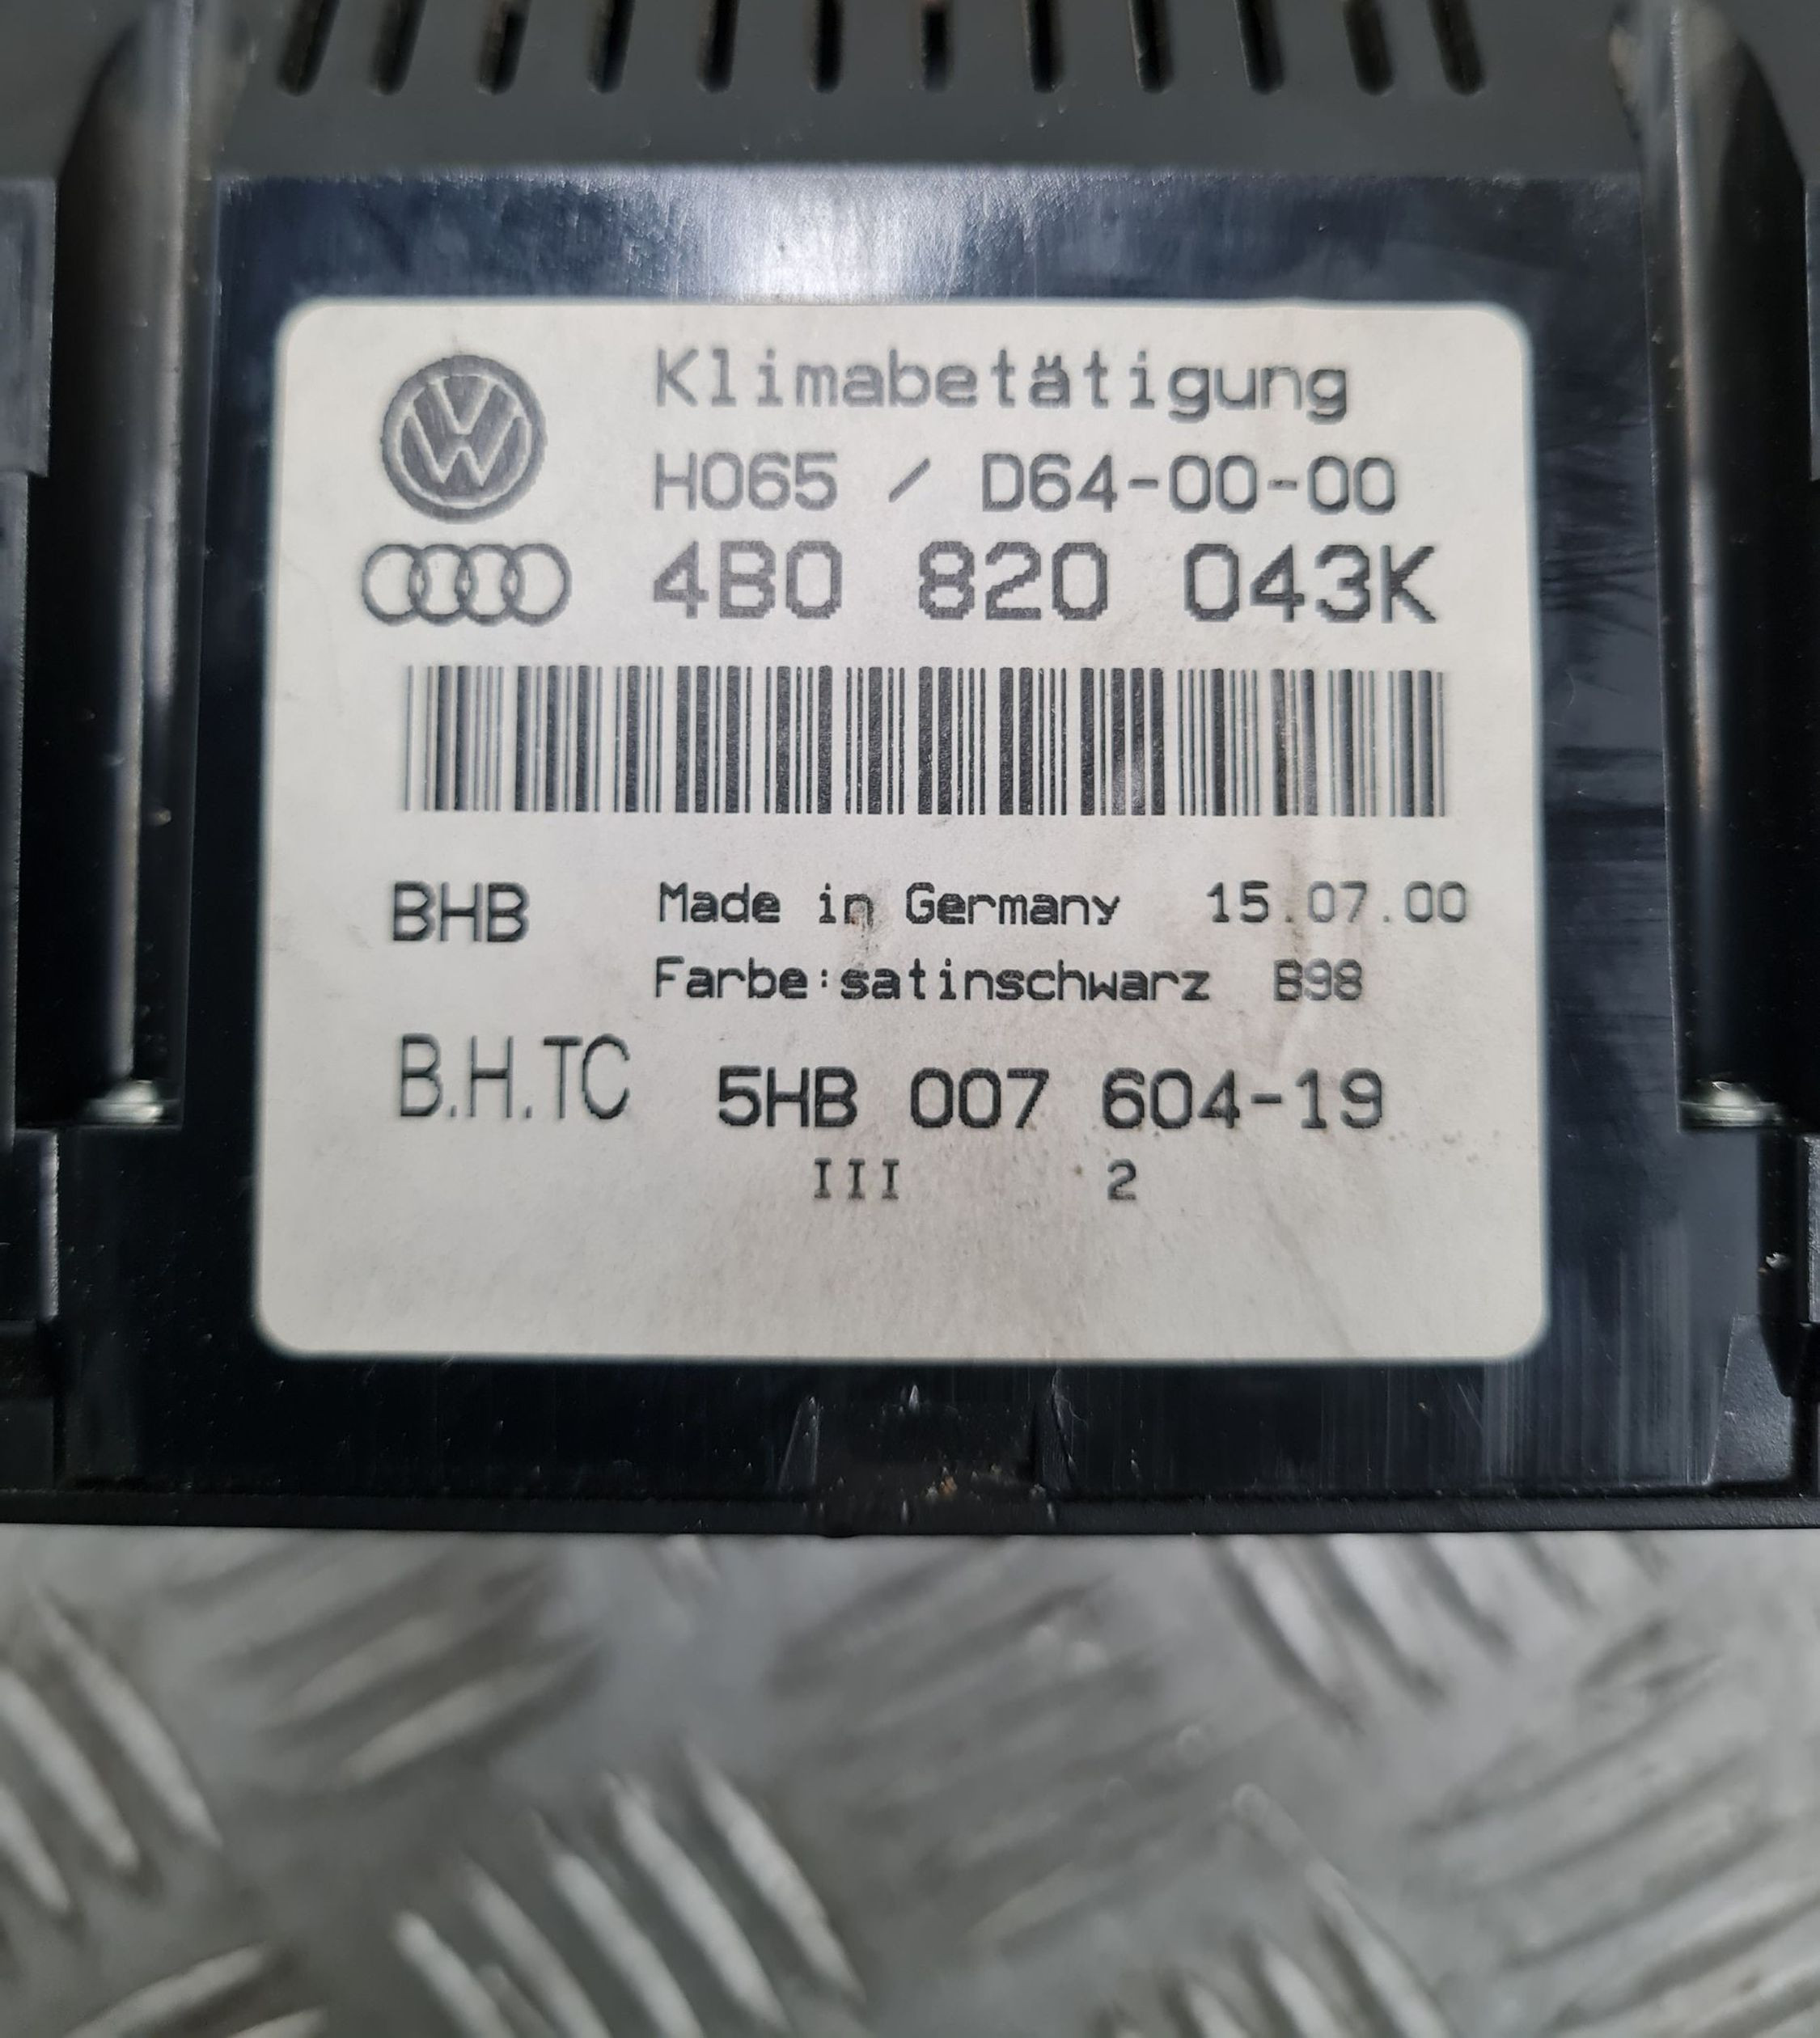 Klimabetätigung
H065 / D64-00-00
4B0 820 043K
BHB Made in Germany 15.07.00
Farbe:satinschwarz B98
B.H.TC 5HB 007 604-19
III 2